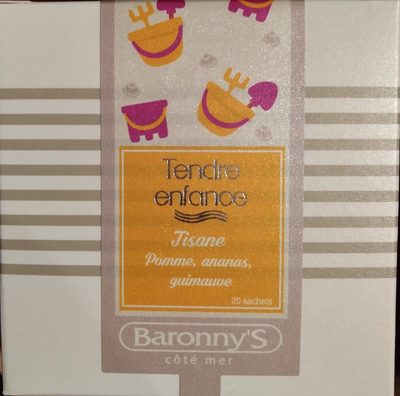 Tendre
enfance
Tisane
Pomme, ananas,
guimauve
20 sachets
Baronny'S
côté mer